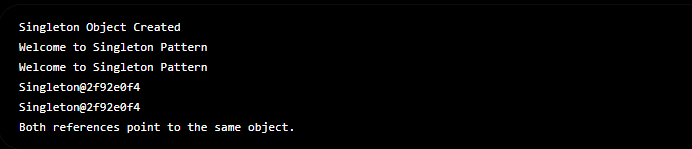 Singleton Object Created
Welcome to Singleton Pattern
Welcome to Singleton Pattern
Singleton@2f92e0f4
Singleton@2f92e0f4
Both references point to the same object.